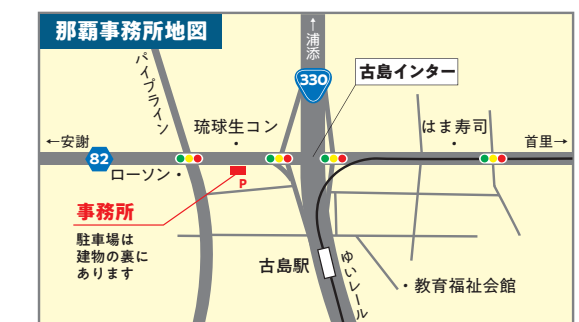 那覇事務所地図
↑浦添
パイプライン
330
古島インター
琉球生コン
はま寿司
←安謝
首里→
82
ローソン
P
事務所
駐車場は
建物の裏に
あります
古島駅
ゆいレール
教育福祉会館